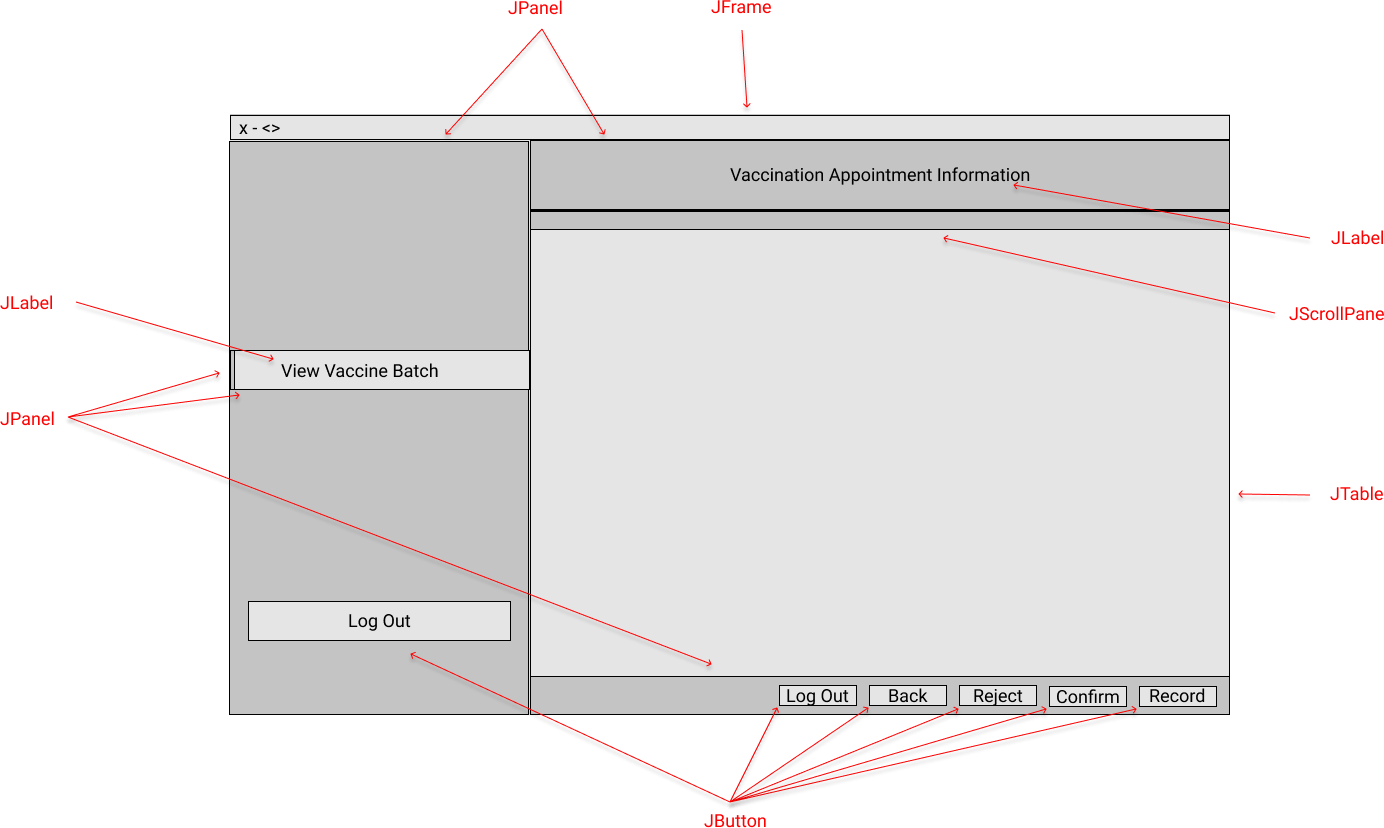 JPanel
JFrame
x - <>
Vaccination Appointment Information
JLabel
JLabel
JScrollPane
View Vaccine Batch
JPanel
JTable
Log Out
Log Out
Back
Reject
Confirm
Record
JButton